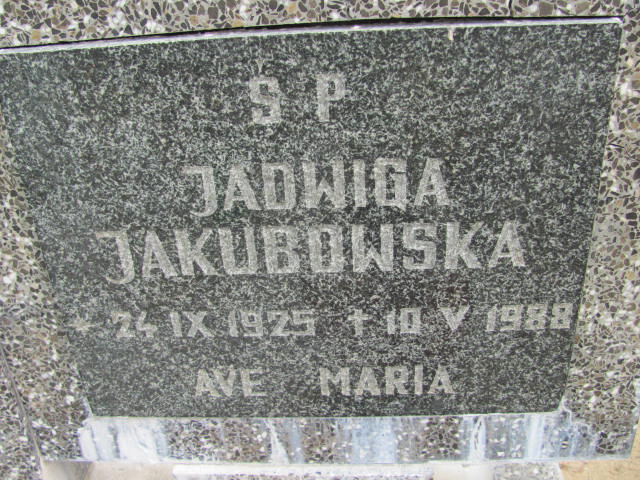 Ś P
JADWIGA
JAKUBOWSKA
* 24 IX 1925 + 10 V 1988
AVE MARIA